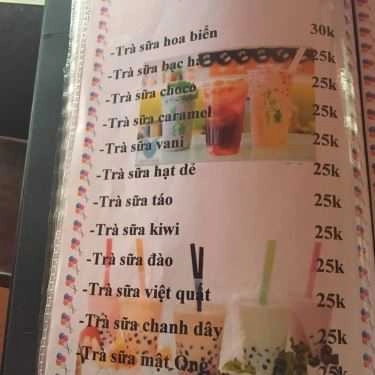 -Trà sữa hoa biển 30k
-Trà sữa bạc hà 25k
-Trà sữa choco 25k
-Trà sữa caramel 25k
-Trà sữa vani 25k
-Trà sữa hạt dẻ 25k
-Trà sữa táo 25k
-Trà sữa kiwi 25k
-Trà sữa đào 25k
-Trà sữa việt quất 25k
-Trà sữa chanh dây 25k
-Trà sữa mật Ong 25k